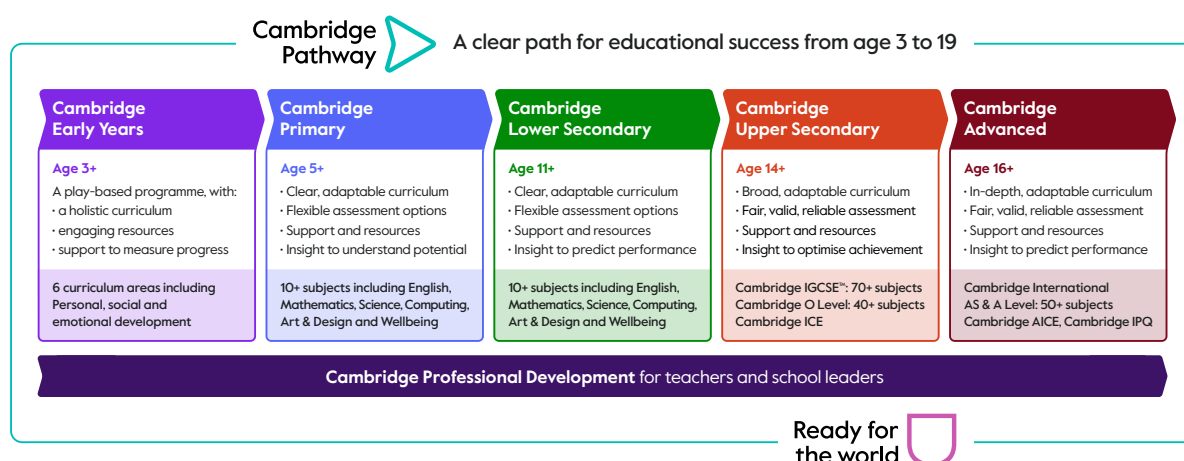 Cambridge
Pathway
A clear path for educational success from age 3 to 19
Cambridge
Early Years
Age 3+
A play-based programme, with:
· a holistic curriculum
· engaging resources
· support to measure progress
6 curriculum areas including
Personal, social and
emotional development
Cambridge
Primary
Age 5+
· Clear, adaptable curriculum
· Flexible assessment options
· Support and resources
· Insight to understand potential
10+ subjects including English,
Mathematics, Science, Computing,
Art & Design and Wellbeing
Cambridge
Lower Secondary
Age 11+
· Clear, adaptable curriculum
· Flexible assessment options
· Support and resources
· Insight to predict performance
10+ subjects including English,
Mathematics, Science, Computing,
Art & Design and Wellbeing
Cambridge
Upper Secondary
Age 14+
· Broad, adaptable curriculum
· Fair, valid, reliable assessment
· Support and resources
· Insight to optimise achievement
Cambridge IGCSE™: 70+ subjects
Cambridge O Level: 40+ subjects
Cambridge ICE
Cambridge
Advanced
Age 16+
· In-depth, adaptable curriculum
· Fair, valid, reliable assessment
· Support and resources
· Insight to predict performance
Cambridge International
AS & A Level: 50+ subjects
Cambridge AICE, Cambridge IPQ
Cambridge Professional Development for teachers and school leaders
Ready for
the world